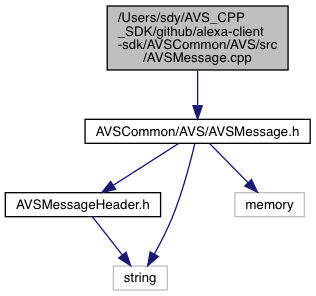 /Users/sdy/AVS_CPP
_SDK/github/alexa-client
-sdk/AVSCommon/AVS/src
/AVSMessage.cpp
AVSCommon/AVS/AVSMessage.h
AVSMessageHeader.h
memory
string